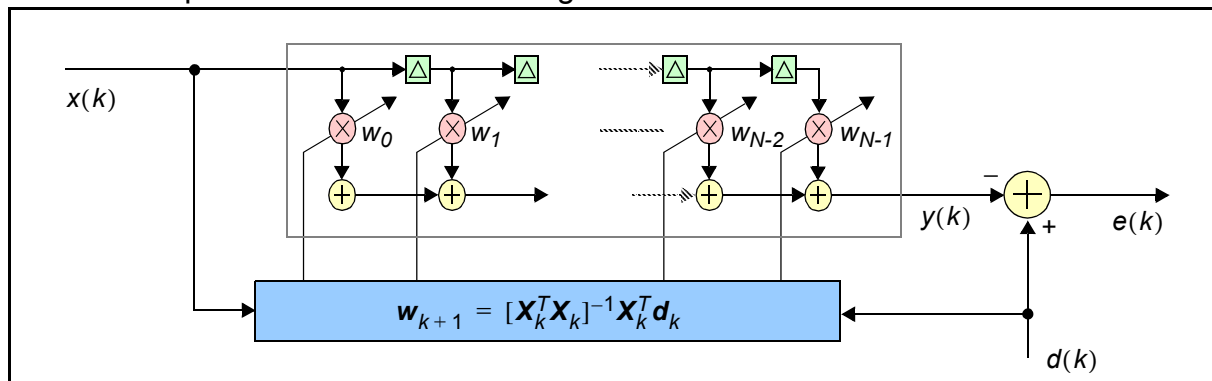 x(k)
w0
w1
wN-2
wN-1
−
+
y(k)
e(k)
w_{k+1} = [X_k^T X_k]^{-1} X_k^T d_k
d(k)